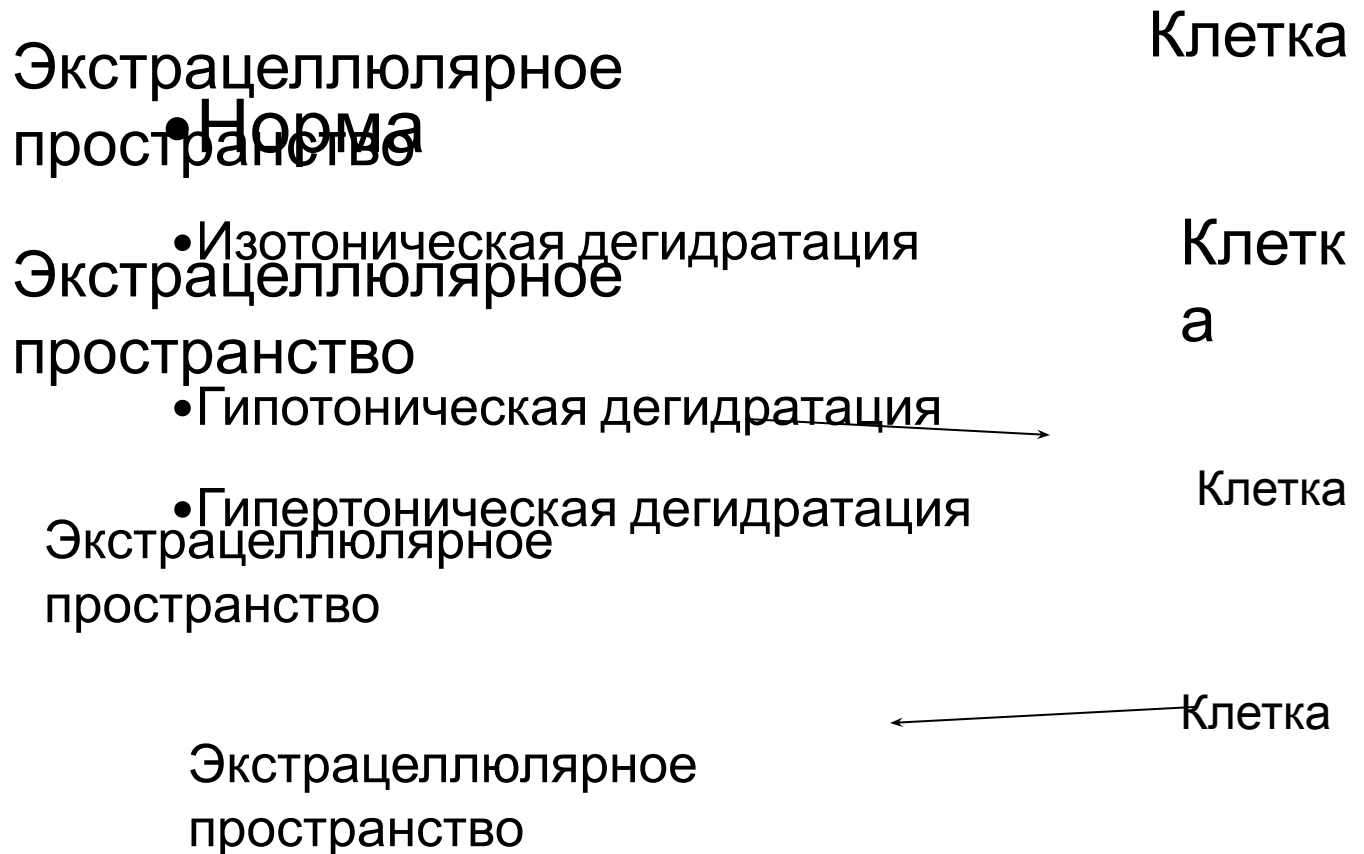 Клетка
Экстрацеллюлярное
пространство
•Норма
•Изотоническая дегидратация
Клетк
а
Экстрацеллюлярное
пространство
•Гипотоническая дегидратация
Клетка
•Гипертоническая дегидратация
Экстрацеллюлярное
пространство
Клетка
Экстрацеллюлярное
пространство